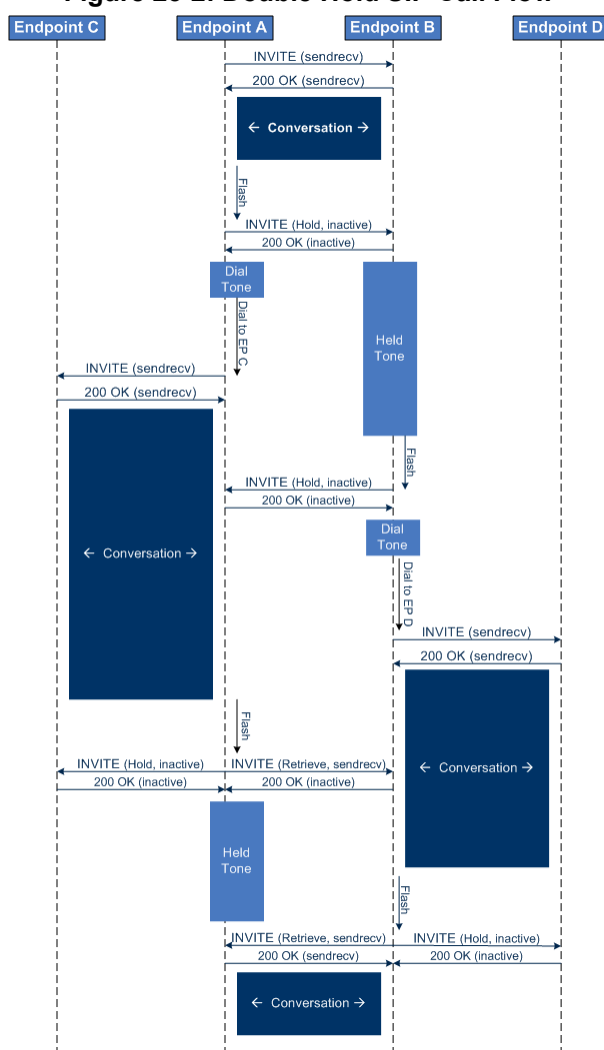 Endpoint C
Endpoint A
Endpoint B
Endpoint D
INVITE (sendrecv)
200 OK (sendrecv)
← Conversation →
Flash
INVITE (Hold, inactive)
200 OK (inactive)
Dial
Tone
Held
Tone
Dial to EP C
INVITE (sendrecv)
200 OK (sendrecv)
← Conversation →
Flash
INVITE (Hold, inactive)
200 OK (inactive)
Dial
Tone
Dial to EP D
INVITE (sendrecv)
200 OK (sendrecv)
← Conversation →
Flash
INVITE (Hold, inactive)
INVITE (Retrieve, sendrecv)
200 OK (inactive)
200 OK (inactive)
Held
Tone
Flash
INVITE (Retrieve, sendrecv)
INVITE (Hold, inactive)
200 OK (sendrecv)
200 OK (inactive)
← Conversation →